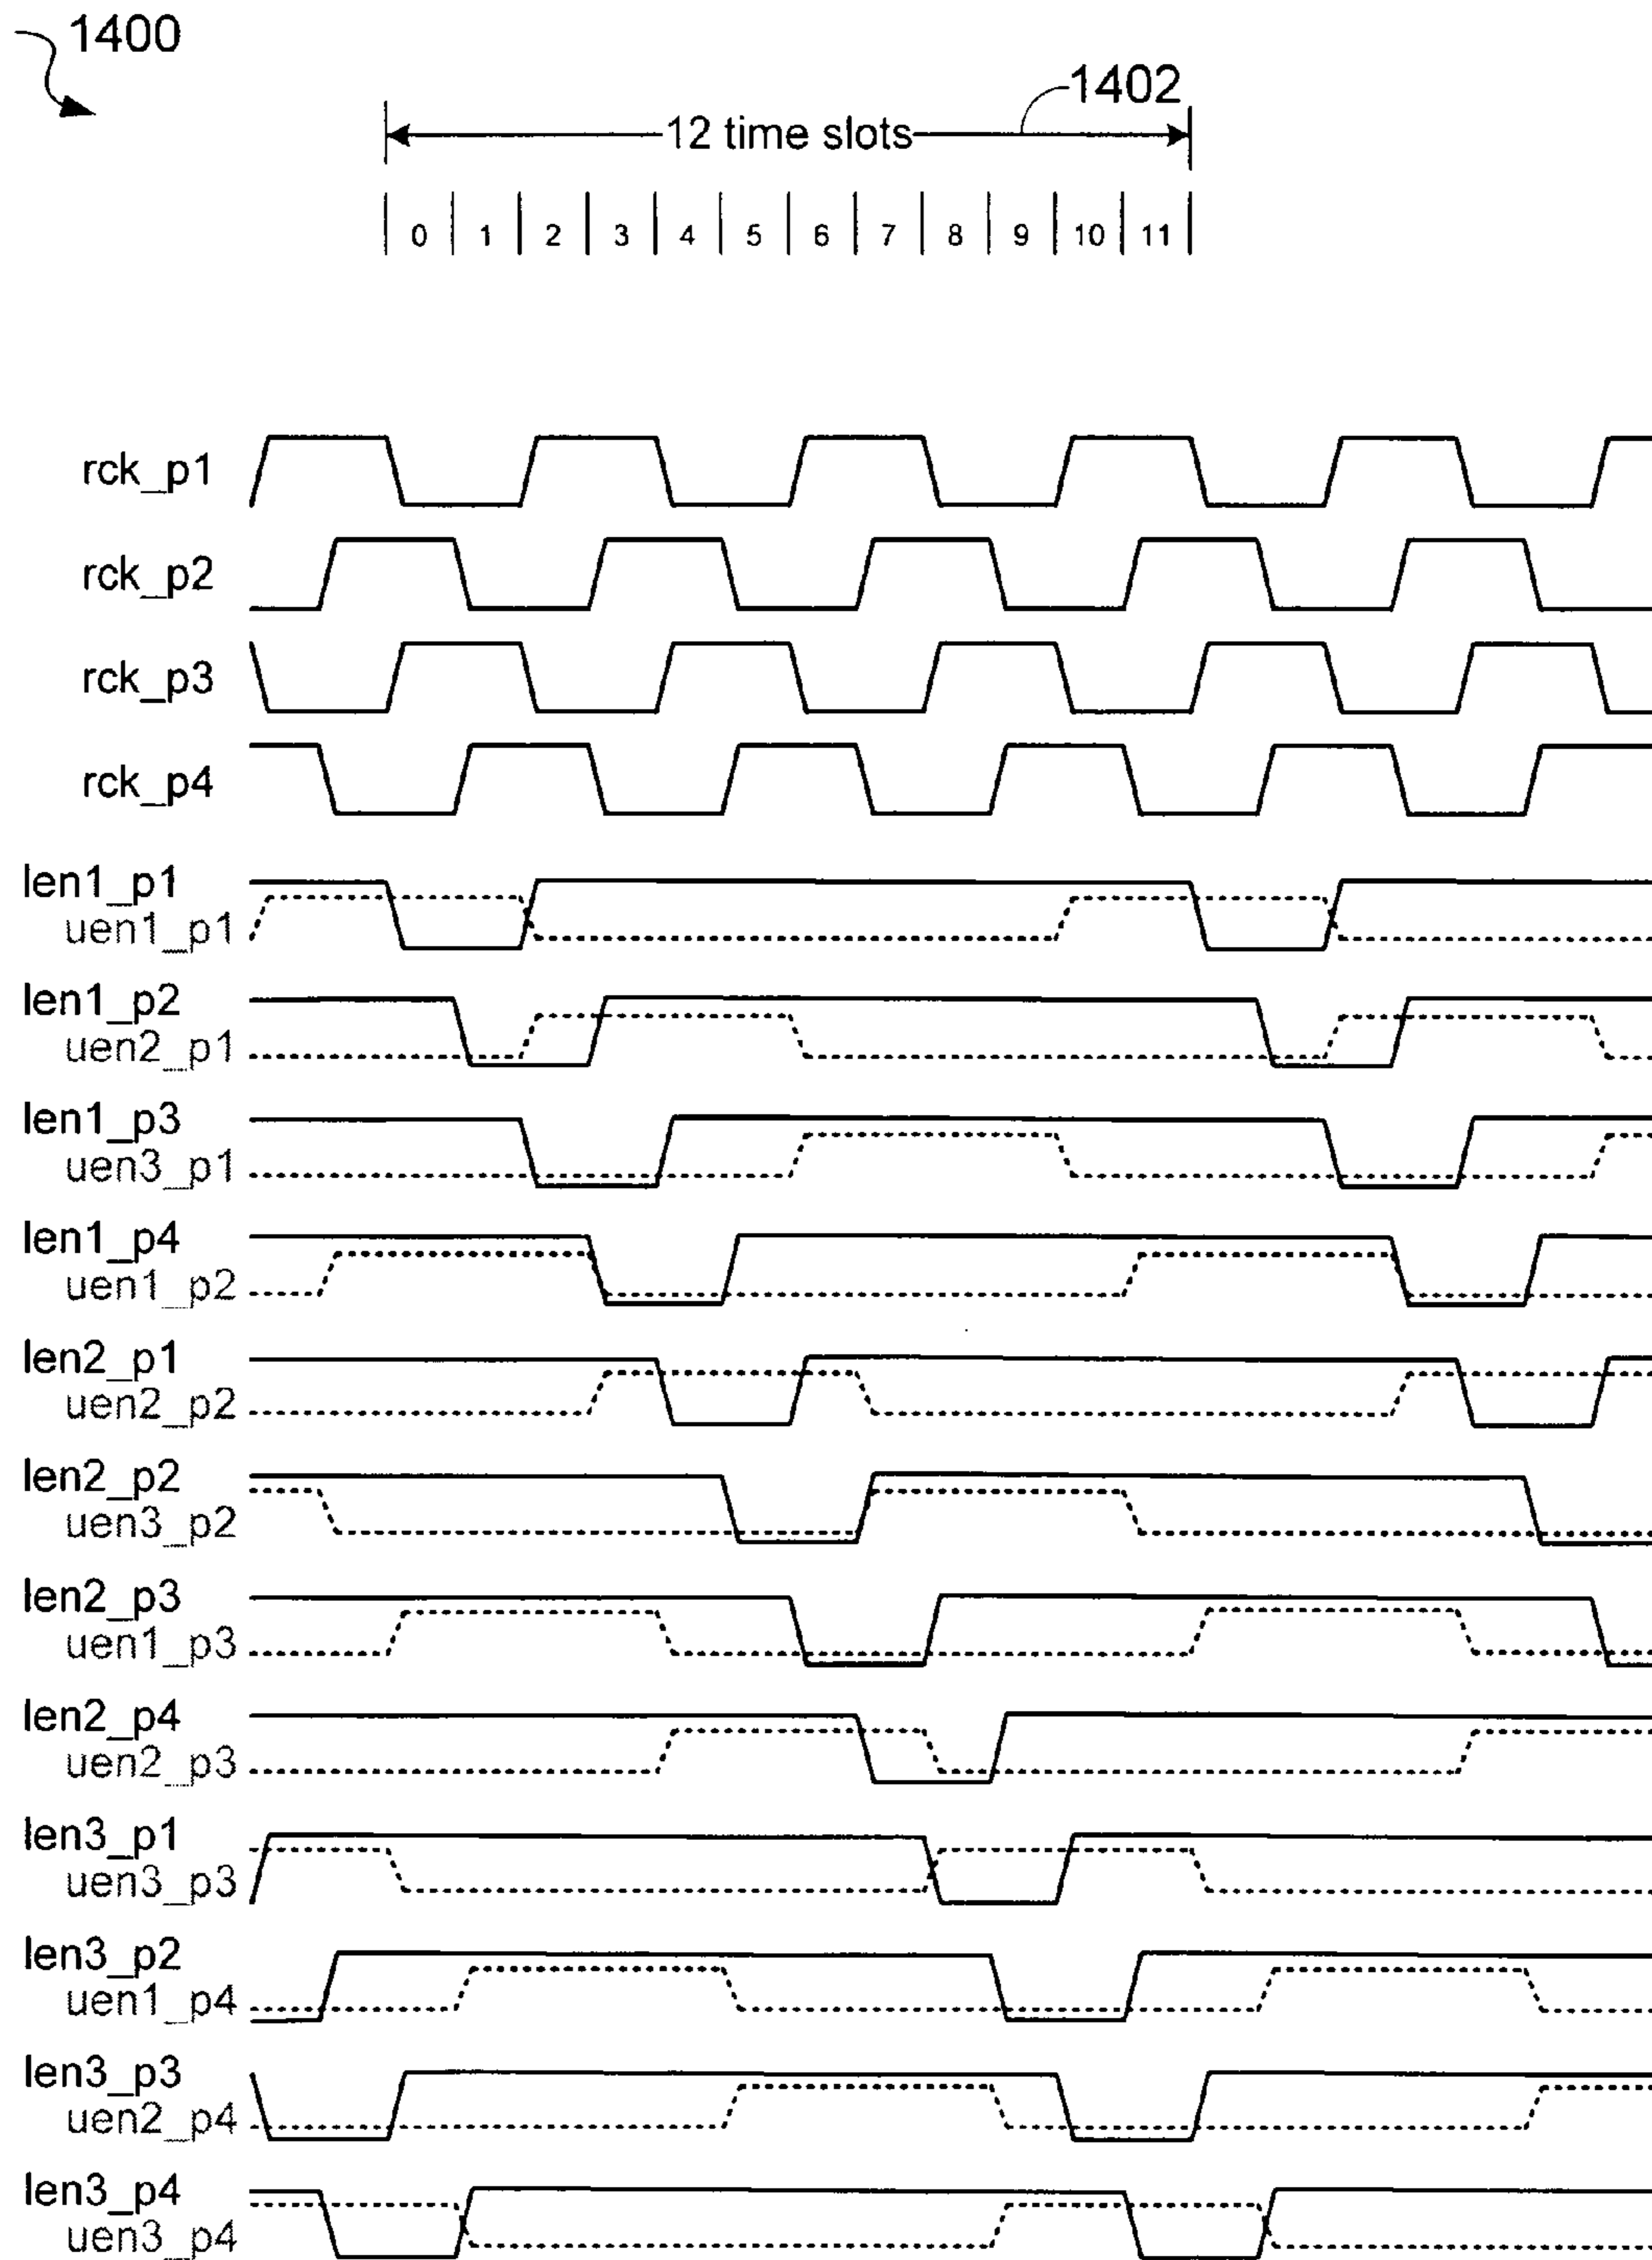 1400
1402
12 time slots
0 1 2 3 4 5 6 7 8 9 10 11
rck_p1
rck_p2
rck_p3
rck_p4
len1_p1
uen1_p1
len1_p2
uen2_p1
len1_p3
uen3_p1
len1_p4
uen1_p2
len2_p1
uen2_p2
len2_p2
uen3_p2
len2_p3
uen1_p3
len2_p4
uen2_p3
len3_p1
uen3_p3
len3_p2
uen1_p4
len3_p3
uen2_p4
len3_p4
uen3_p4